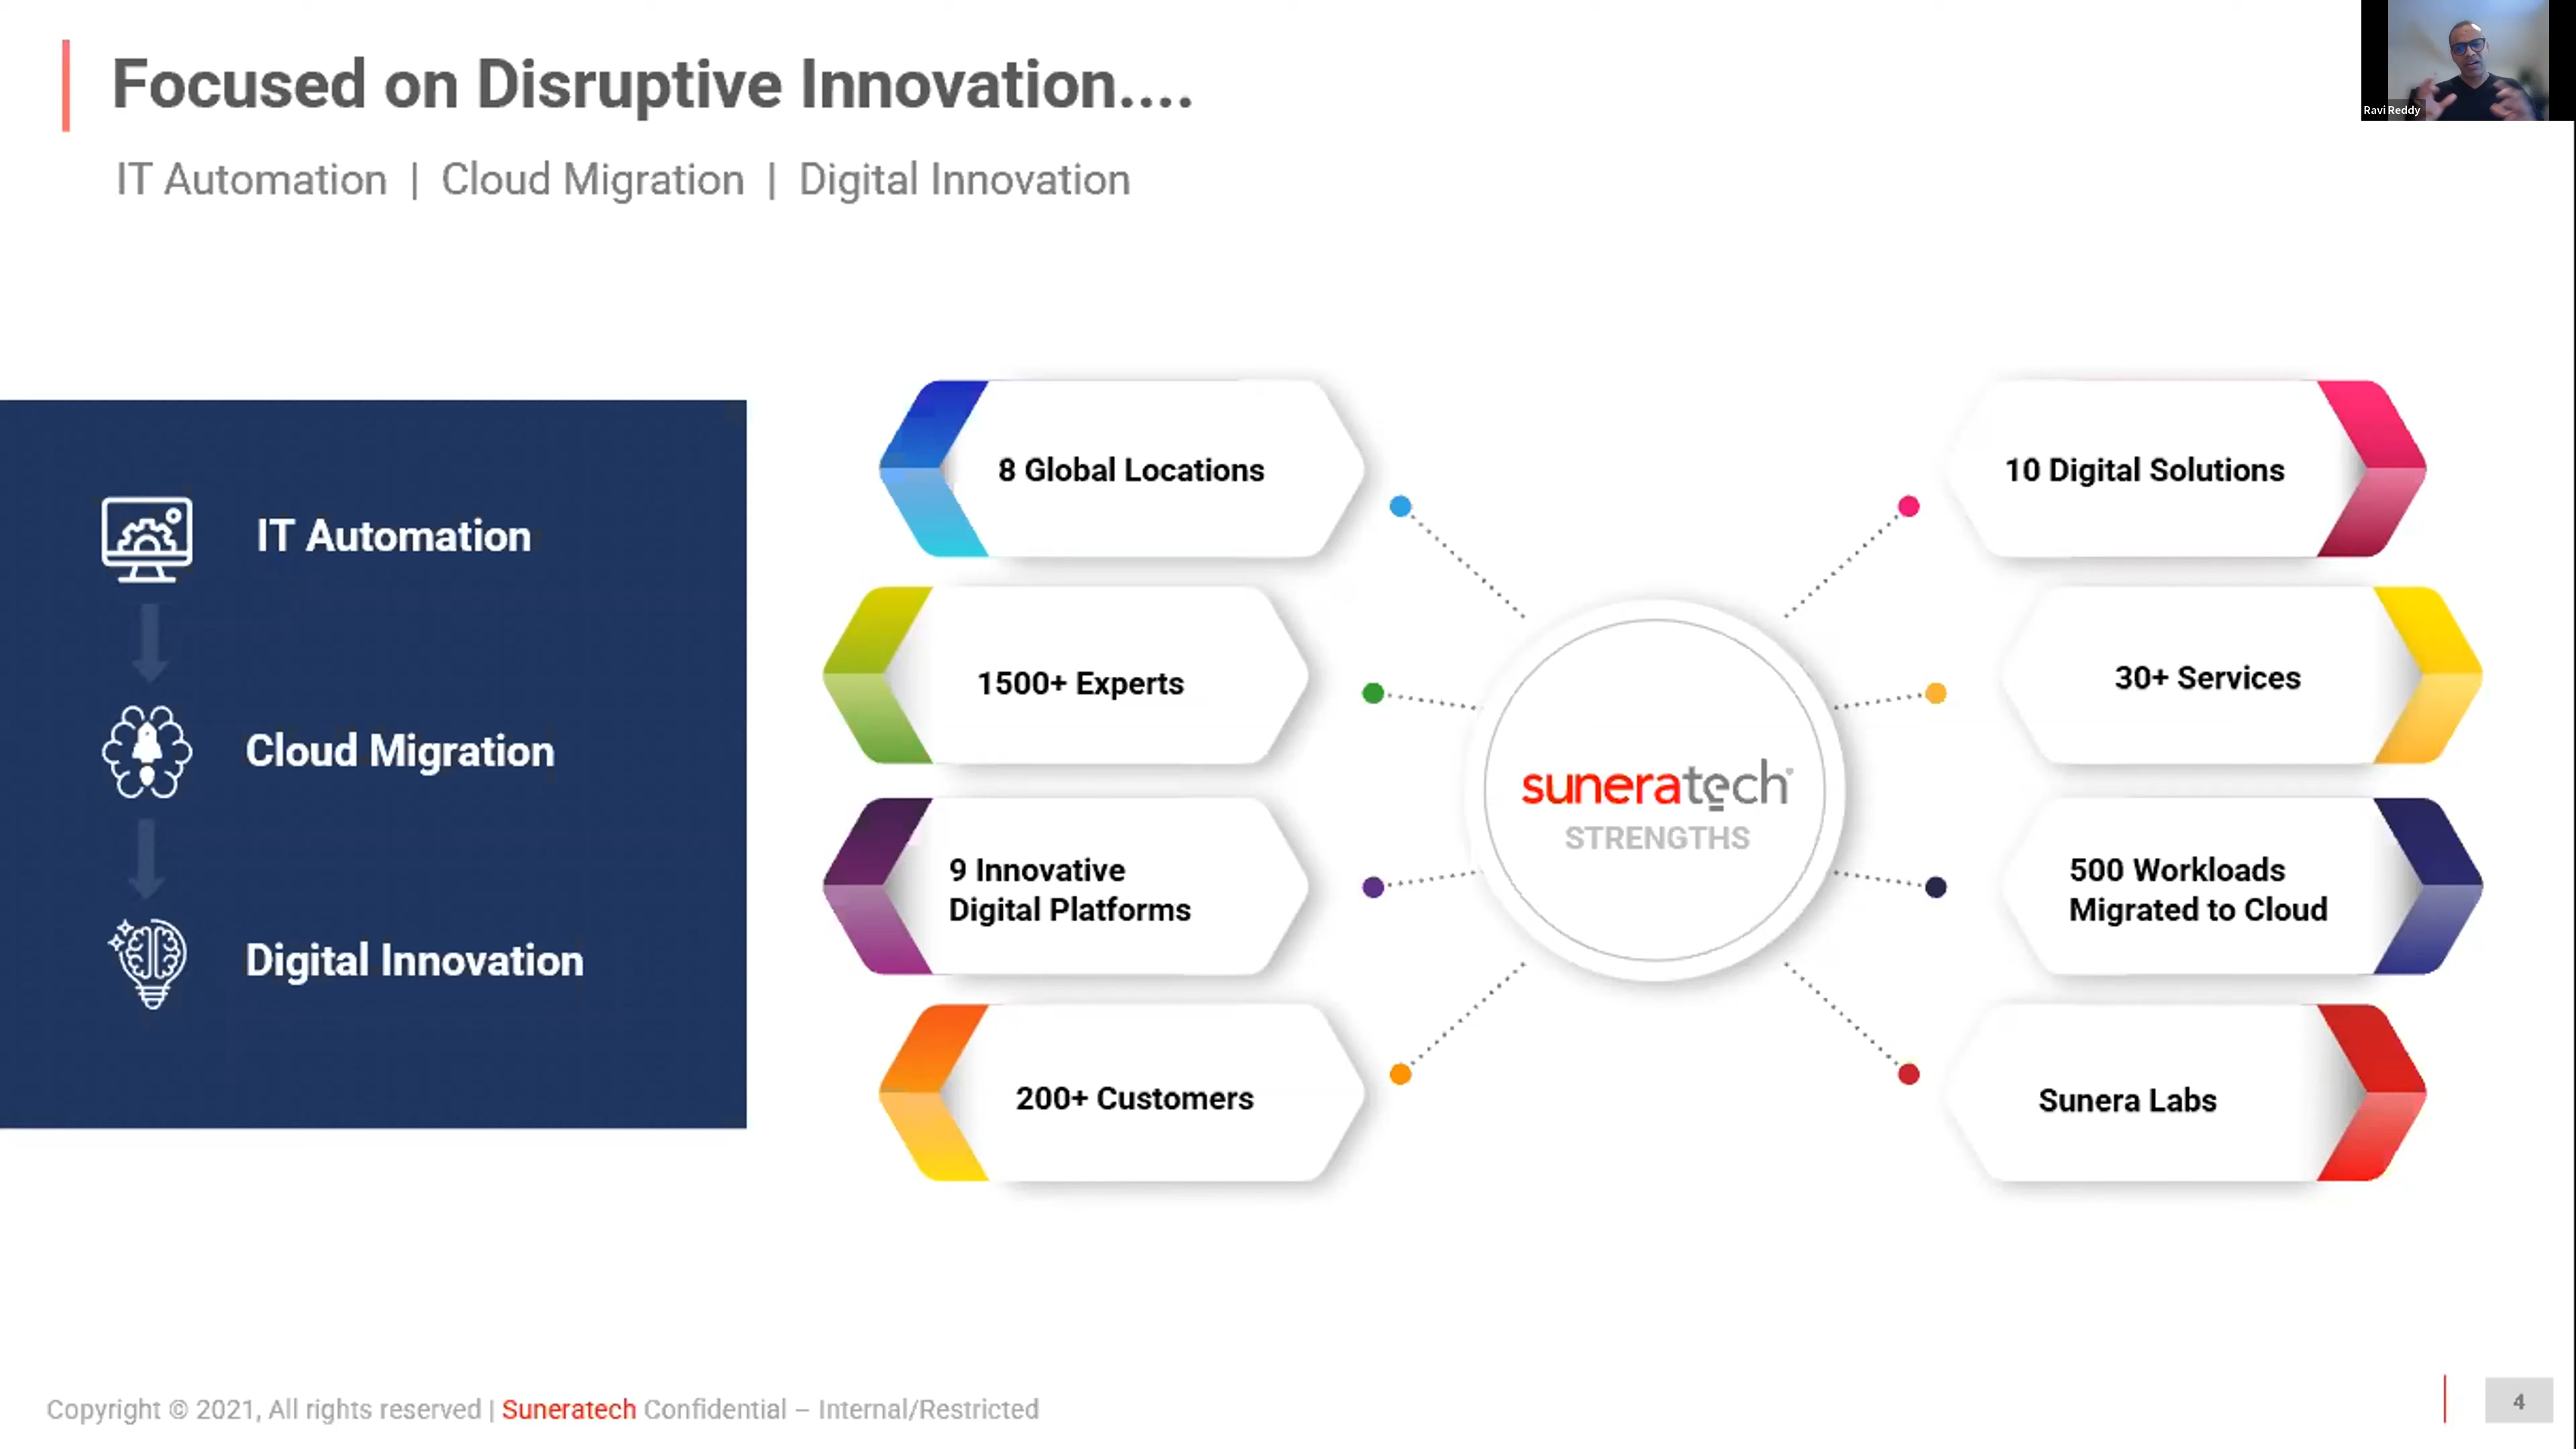 Focused on Disruptive Innovation....
Ravi Reddy
IT Automation | Cloud Migration | Digital Innovation
IT Automation
Cloud Migration
Digital Innovation
8 Global Locations
1500+ Experts
9 Innovative
Digital Platforms
200+ Customers
suneratech
STRENGTHS
10 Digital Solutions
30+ Services
500 Workloads
Migrated to Cloud
Sunera Labs
Copyright © 2021, All rights reserved | Suneratech Confidential – Internal/Restricted
4